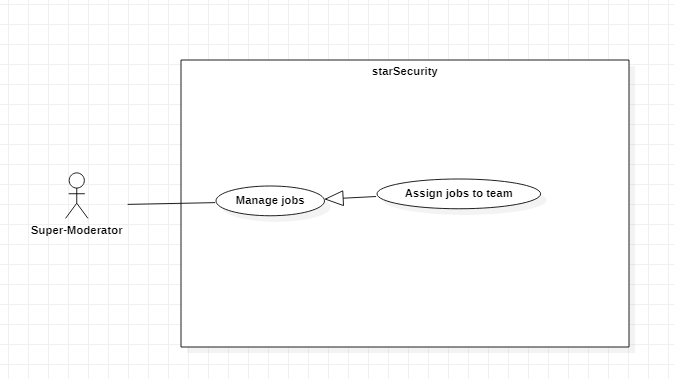 starSecurity
Manage jobs
Assign jobs to team
Super-Moderator